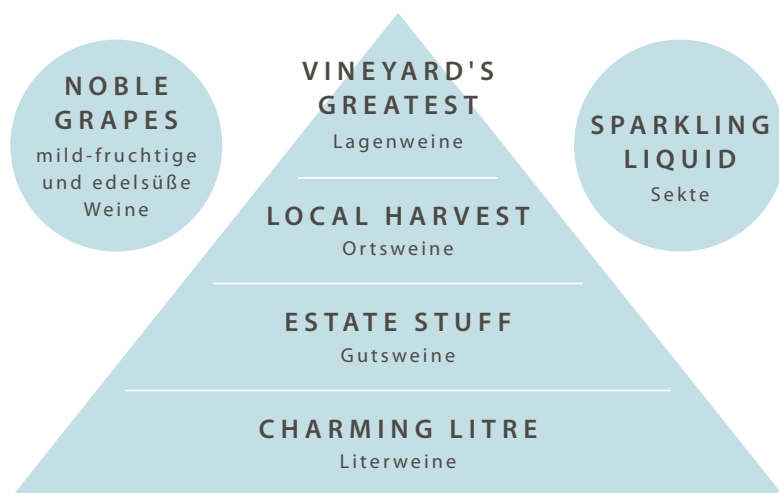 NOBLE
GRAPES
mild-fruchtige
und edelsüße
Weine
VINEYARD'S
GREATEST
Lagenweine
SPARKLING
LIQUID
Sekte
LOCAL HARVEST
Ortsweine
ESTATE STUFF
Gutsweine
CHARMING LITRE
Literweine